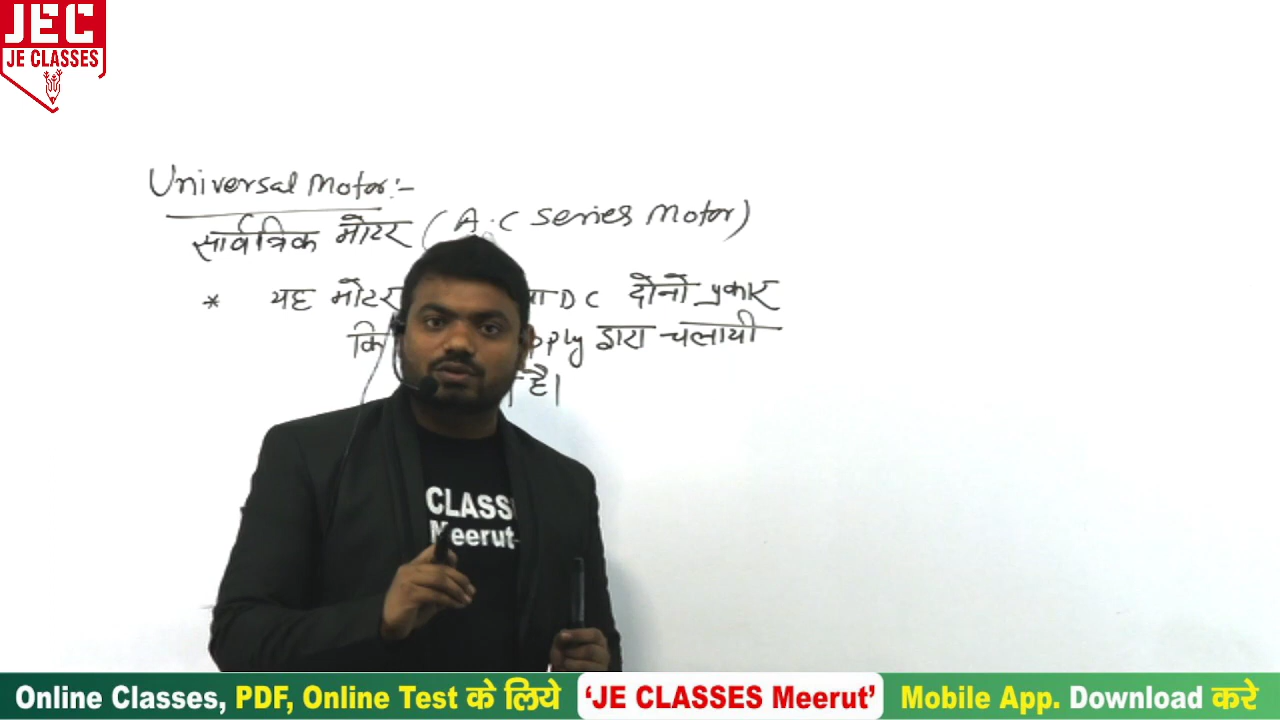 JEC
JE CLASSES
Universal Motor:-
सार्वत्रिक मोटर (A.C Series Motor)
* यह मोटर DC दोनो प्रकार
कि द्वारा चलायी
है।
CLASS
Meerut
Online Classes, PDF, Online Test के लिये 'JE CLASSES Meerut' Mobile App. Download करे